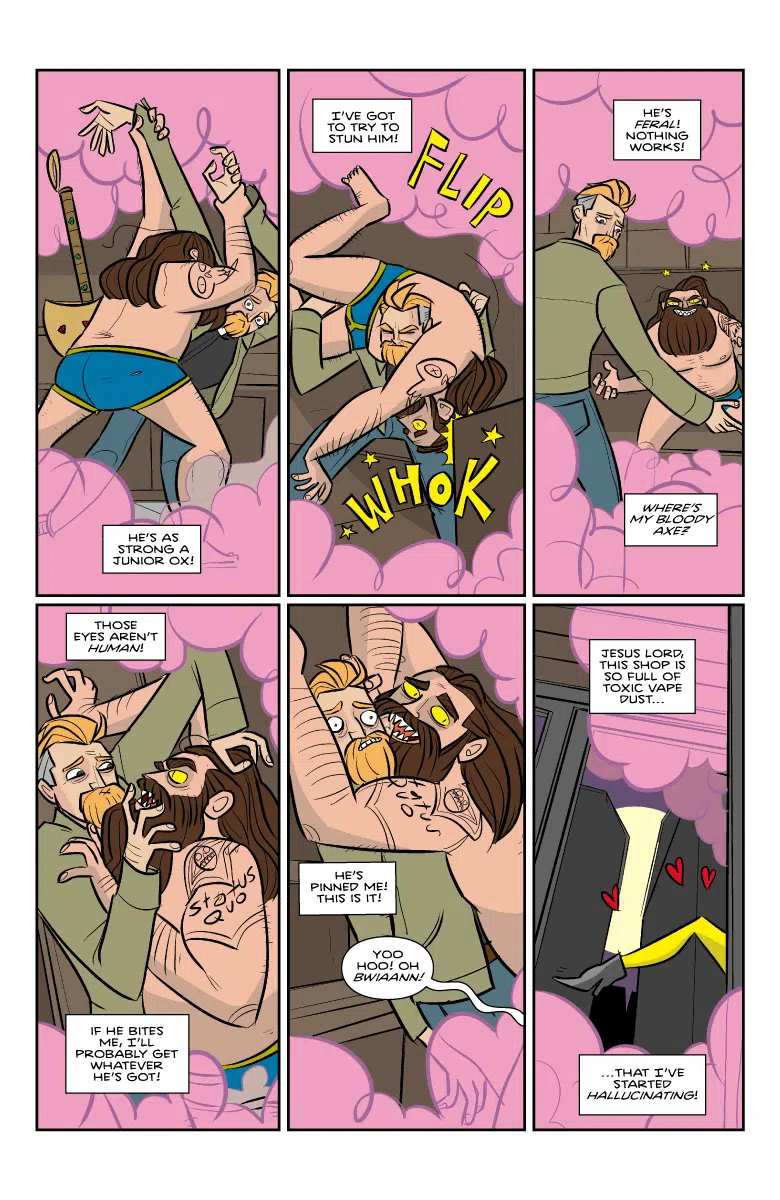 HE'S AS
STRONG A
JUNIOR OX!
I'VE GOT
TO TRY TO
STUN HIM!
FLIP
WHOK
HE'S
FERAL!
NOTHING
WORKS!
WHERE'S
MY BLOODY
AXE?
THOSE
EYES AREN'T
HUMAN!
STATUS
QUO
IF HE BITES
ME, I'LL
PROBABLY GET
WHATEVER
HE'S GOT!
HE'S
PINNED ME!
THIS IS IT!
YOO
HOO! OH
BWIAANN!
JESUS LORD,
THIS SHOP IS
SO FULL OF
TOXIC VAPE
DUST...
...THAT I'VE
STARTED
HALLUCINATING!